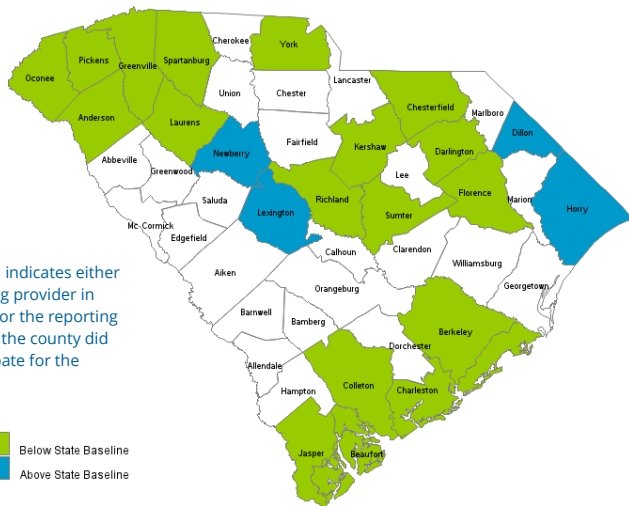 Cherokee
York
Spartanburg
Pickens
Greenville
Oconee
Lancaster
Union
Chester
Chesterfield
Marlboro
Anderson
Laurens
Dillon
Newberry
Fairfield
Kershaw
Darlington
Abbeville
Greenwood
Lee
Florence
Marion
Horry
Saluda
Richland
Lexington
Sumter
Mc Cormick
Edgefield
Calhoun
Clarendon
Williamsburg
Aiken
Orangeburg
Georgetown
Barnwell
Bamberg
Berkeley
Dorchester
Allendale
Hampton
Colleton
Charleston
Jasper
Beaufort
indicates either
g provider in
or the reporting
the county did
pate for the
Below State Baseline
Above State Baseline